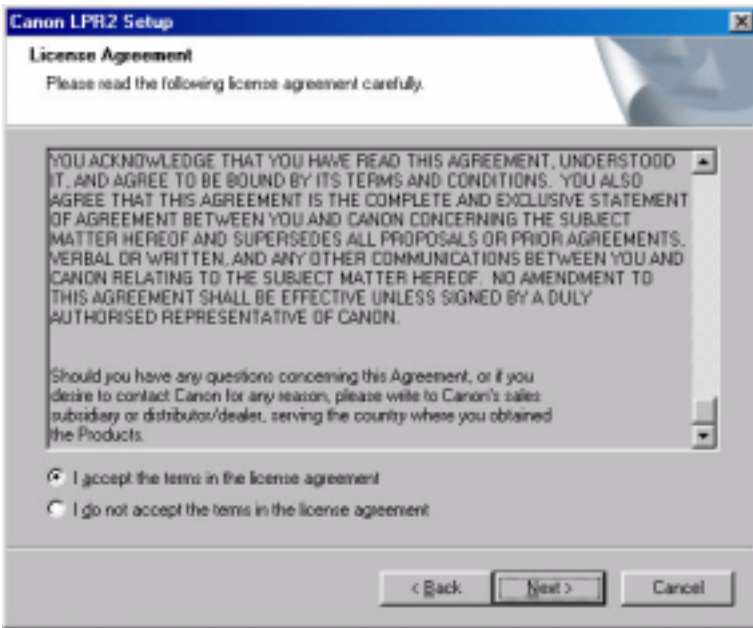 Canon LPR2 Setup
License Agreement
Please read the following license agreement carefully.
YOU ACKNOWLEDGE THAT YOU HAVE READ THIS AGREEMENT, UNDERSTOOD
IT, AND AGREE TO BE BOUND BY ITS TERMS AND CONDITIONS. YOU ALSO
AGREE THAT THIS AGREEMENT IS THE COMPLETE AND EXCLUSIVE STATEMENT
OF AGREEMENT BETWEEN YOU AND CANON CONCERNING THE SUBJECT
MATTER HEREOF AND SUPERSEDES ALL PROPOSALS OR PRIOR AGREEMENTS,
VERBAL OR WRITTEN, AND ANY OTHER COMMUNICATIONS BETWEEN YOU AND
CANON RELATING TO THE SUBJECT MATTER HEREOF. NO AMENDMENT TO
THIS AGREEMENT SHALL BE EFFECTIVE UNLESS SIGNED BY A DULY
AUTHORISED REPRESENTATIVE OF CANON.
Should you have any questions concerning this Agreement, or if you
desire to contact Canon for any reason, please write to Canon's sales
subsidiary or distributor/dealer, serving the country where you obtained
the Products.
I accept the terms in the license agreement
I do not accept the terms in the license agreement
< Back Next > Cancel